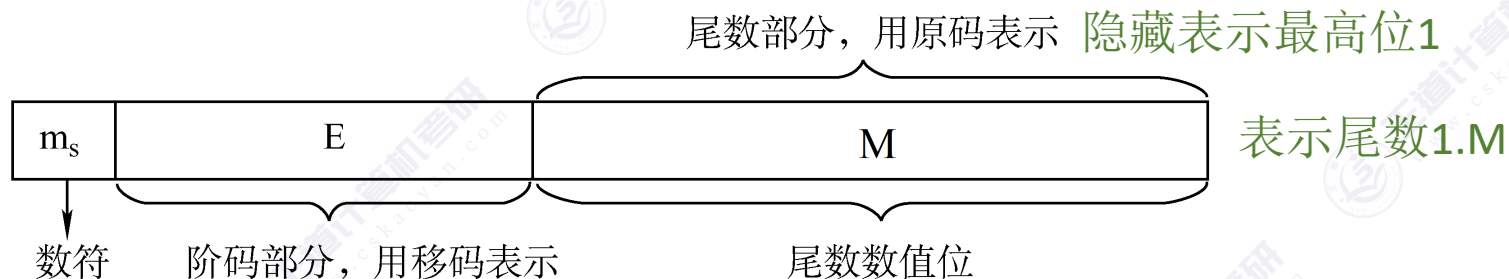 尾数部分，用原码表示 隐藏表示最高位1
mₛ E M 表示尾数1.M
数符 阶码部分，用移码表示 尾数数值位